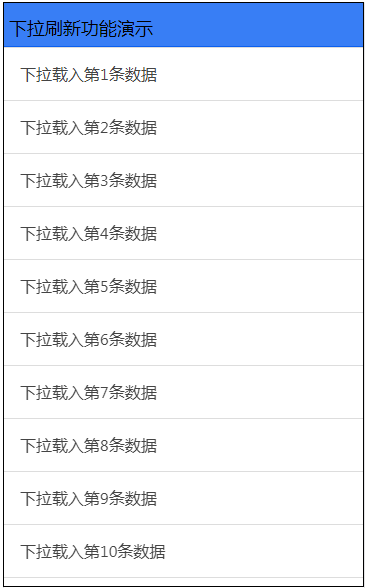 下拉刷新功能演示
下拉载入第1条数据
下拉载入第2条数据
下拉载入第3条数据
下拉载入第4条数据
下拉载入第5条数据
下拉载入第6条数据
下拉载入第7条数据
下拉载入第8条数据
下拉载入第9条数据
下拉载入第10条数据